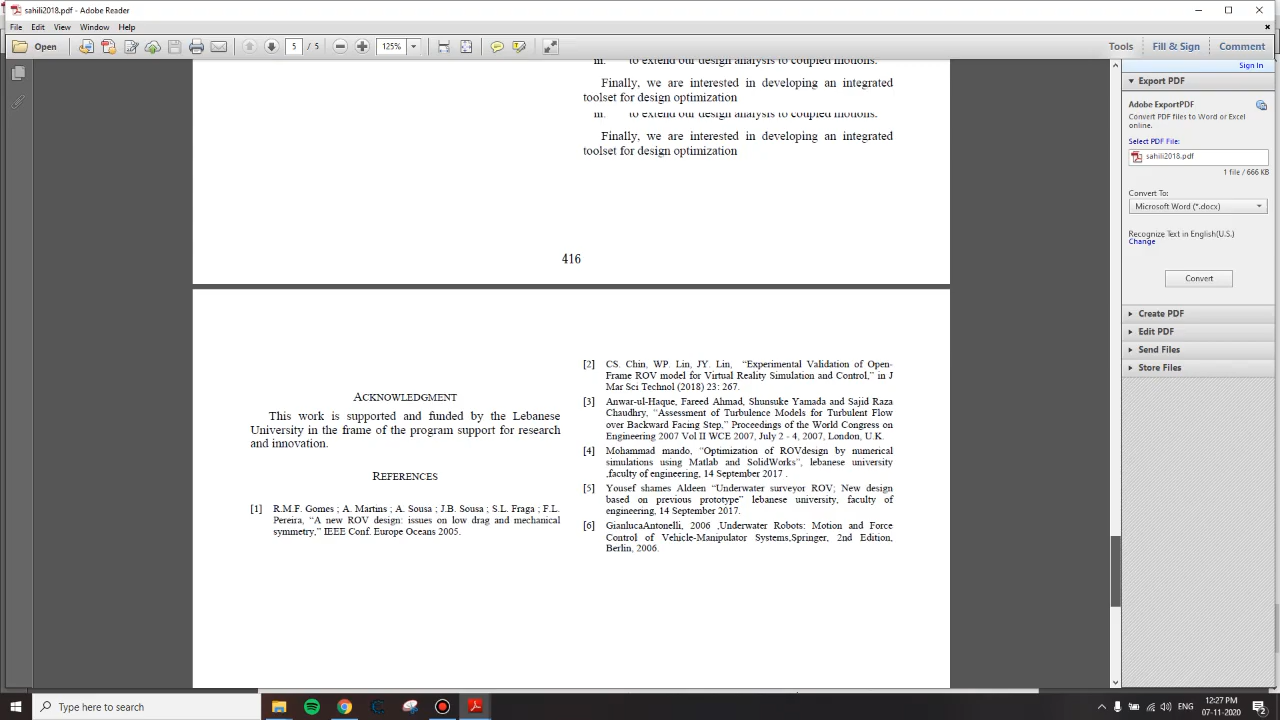 sahili2018.pdf - Adobe Reader
File Edit View Window Help
Open 5 / 5 125% Tools Fill & Sign Comment
m. to extend our design analysis to coupled motions.
Finally, we are interested in developing an integrated
toolset for design optimization
m. to extend our design analysis to coupled motions.
Finally, we are interested in developing an integrated
toolset for design optimization
416
ACKNOWLEDGMENT
This work is supported and funded by the Lebanese
University in the frame of the program support for research
and innovation.
REFERENCES
[1] R.M.F. Gomes ; A. Martins ; A. Sousa ; J.B. Sousa ; S.L. Fraga ; F.L.
Pereira, “A new ROV design: issues on low drag and mechanical
symmetry,” IEEE Conf. Europe Oceans 2005.
[2] CS. Chin, WP. Lin, JY. Lin, “Experimental Validation of Open-
Frame ROV model for Virtual Reality Simulation and Control,” in J
Mar Sci Technol (2018) 23: 267.
[3] Anwar-ul-Haque, Fareed Ahmad, Shunsuke Yamada and Sajid Raza
Chaudhry, “Assessment of Turbulence Models for Turbulent Flow
over Backward Facing Step,” Proceedings of the World Congress on
Engineering 2007 Vol II WCE 2007, July 2 - 4, 2007, London, U.K.
[4] Mohammad mando, “Optimization of ROVdesign by numerical
simulations using Matlab and SolidWorks”, lebanese university
,faculty of engineering, 14 September 2017 .
[5] Yousef shames Aldeen “Underwater surveyor ROV; New design
based on previous prototype” lebanese university, faculty of
engineering, 14 September 2017.
[6] GianlucaAntonelli, 2006 ,Underwater Robots: Motion and Force
Control of Vehicle-Manipulator Systems,Springer, 2nd Edition,
Berlin, 2006.
Sign In
Export PDF
Adobe ExportPDF
Convert PDF files to Word or Excel
online.
Select PDF File:
sahili2018.pdf
1 file / 666 KB
Convert To:
Microsoft Word (*.docx)
Recognize Text in English(U.S.)
Change
Convert
Create PDF
Edit PDF
Send Files
Store Files
Type here to search
ENG
12:27 PM
07-11-2020
2